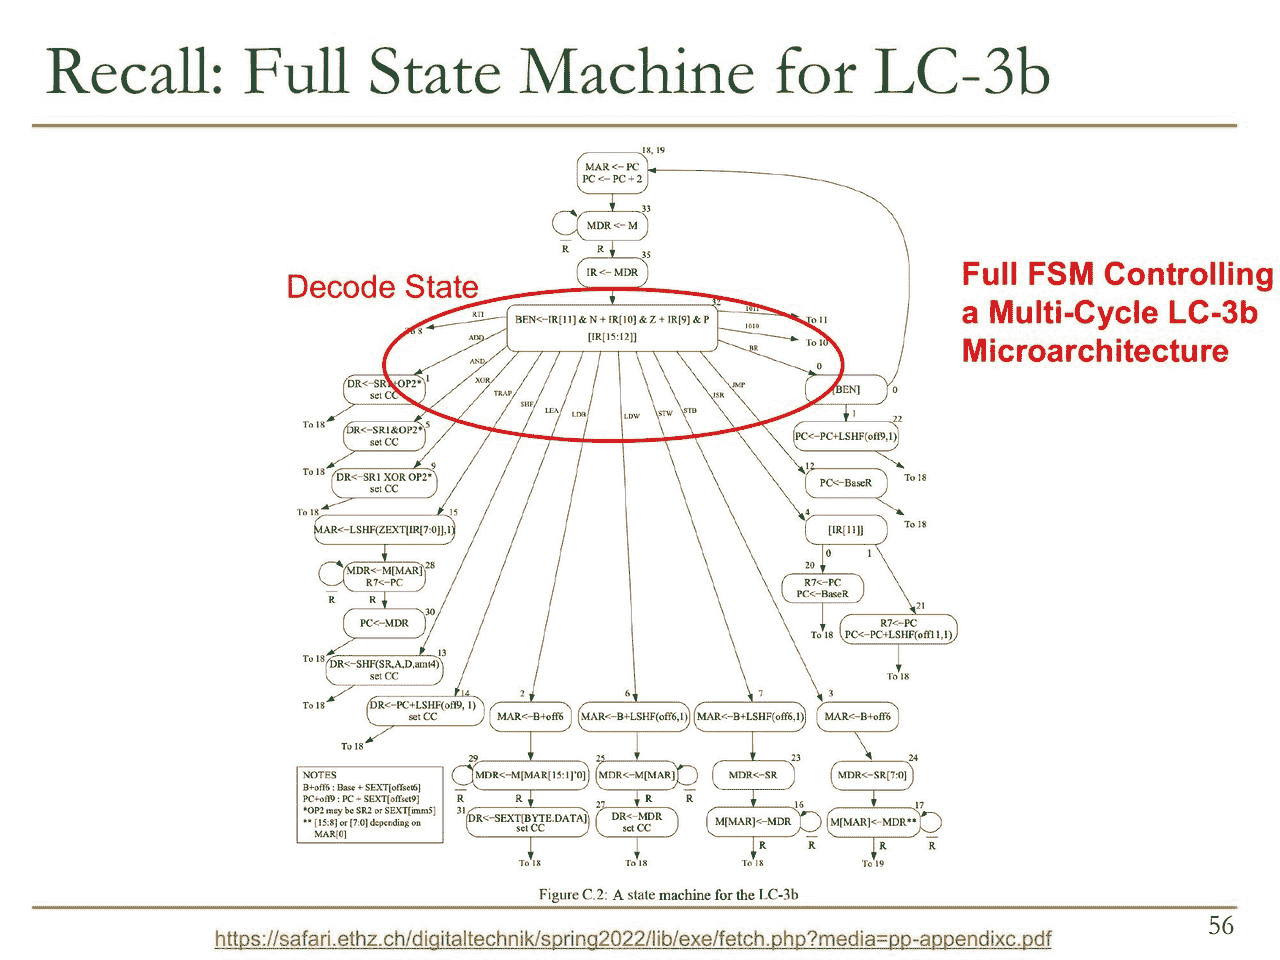 Recall: Full State Machine for LC-3b
18, 19
MAR <– PC
PC <– PC + 2
33
MDR <– M
R
R
35
IR <– MDR
Decode State
Full FSM Controlling
a Multi-Cycle LC-3b
Microarchitecture
32
BEN<–IR[11] & N + IR[10] & Z + IR[9] & P
[IR[15:12]]
RTI
To 8
1011
To 11
1010
To 10
ADD
AND
XOR
TRAP
SHF
LEA
LDB
LDW
STW
STB
JSR
JMP
BR
1
DR<–SR1+OP2*
set CC
To 18
5
DR<–SR1&OP2*
set CC
To 18
9
DR<–SR1 XOR OP2*
set CC
To 18
15
MAR<–LSHF(ZEXT[IR[7:0]],1)
28
MDR<–M[MAR]
R7<–PC
R
R
30
PC<–MDR
To 18
13
DR<–SHF(SR,A,D,amt4)
set CC
To 18
14
DR<–PC+LSHF(off9, 1)
set CC
To 18
0
[BEN]
0
1
22
PC<–PC+LSHF(off9,1)
To 18
12
PC<–BaseR
To 18
4
[IR[11]]
0
1
20
R7<–PC
PC<–BaseR
To 18
21
R7<–PC
PC<–PC+LSHF(off11,1)
To 18
2
MAR<–B+off6
6
MAR<–B+LSHF(off6,1)
7
MAR<–B+LSHF(off6,1)
3
MAR<–B+off6
29
MDR<–M[MAR[15:1]'0]
25
MDR<–M[MAR]
23
MDR<–SR
24
MDR<–SR[7:0]
R
R
R
R
31
DR<–SEXT[BYTE.DATA]
set CC
27
DR<–MDR
set CC
16
M[MAR]<–MDR
17
M[MAR]<–MDR**
R
R
R
R
To 18
To 18
To 18
To 19
NOTES
B+off6 : Base + SEXT[offset6]
PC+off9 : PC + SEXT[offset9]
*OP2 may be SR2 or SEXT[imm5]
** [15:8] or [7:0] depending on
MAR[0]
Figure C.2: A state machine for the LC-3b
https://safari.ethz.ch/digitaltechnik/spring2022/lib/exe/fetch.php?media=pp-appendixc.pdf
56